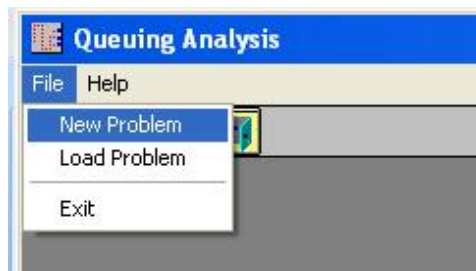 Queuing Analysis
File Help
New Problem
Load Problem
Exit